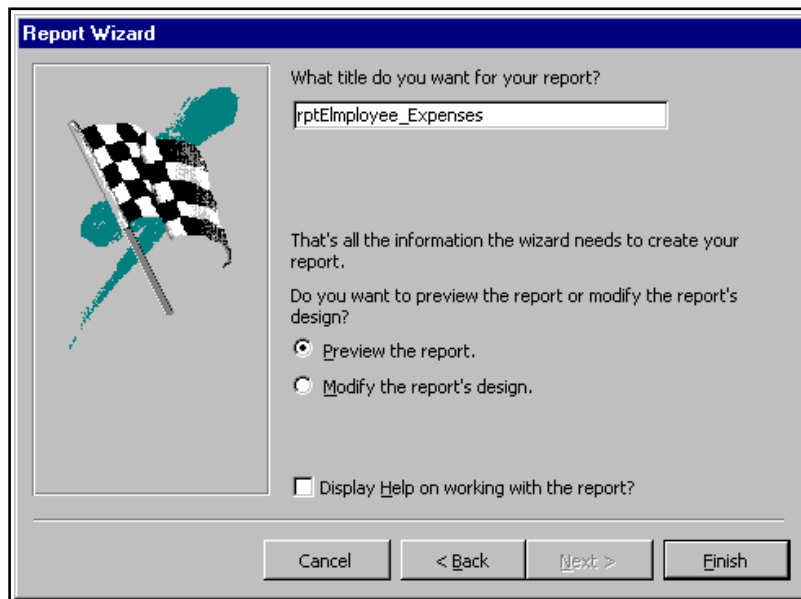 Report Wizard
What title do you want for your report?
rptElmployee_Expenses
That's all the information the wizard needs to create your
report.
Do you want to preview the report or modify the report's
design?
Preview the report.
Modify the report's design.
Display Help on working with the report?
Cancel
< Back
Next >
Finish